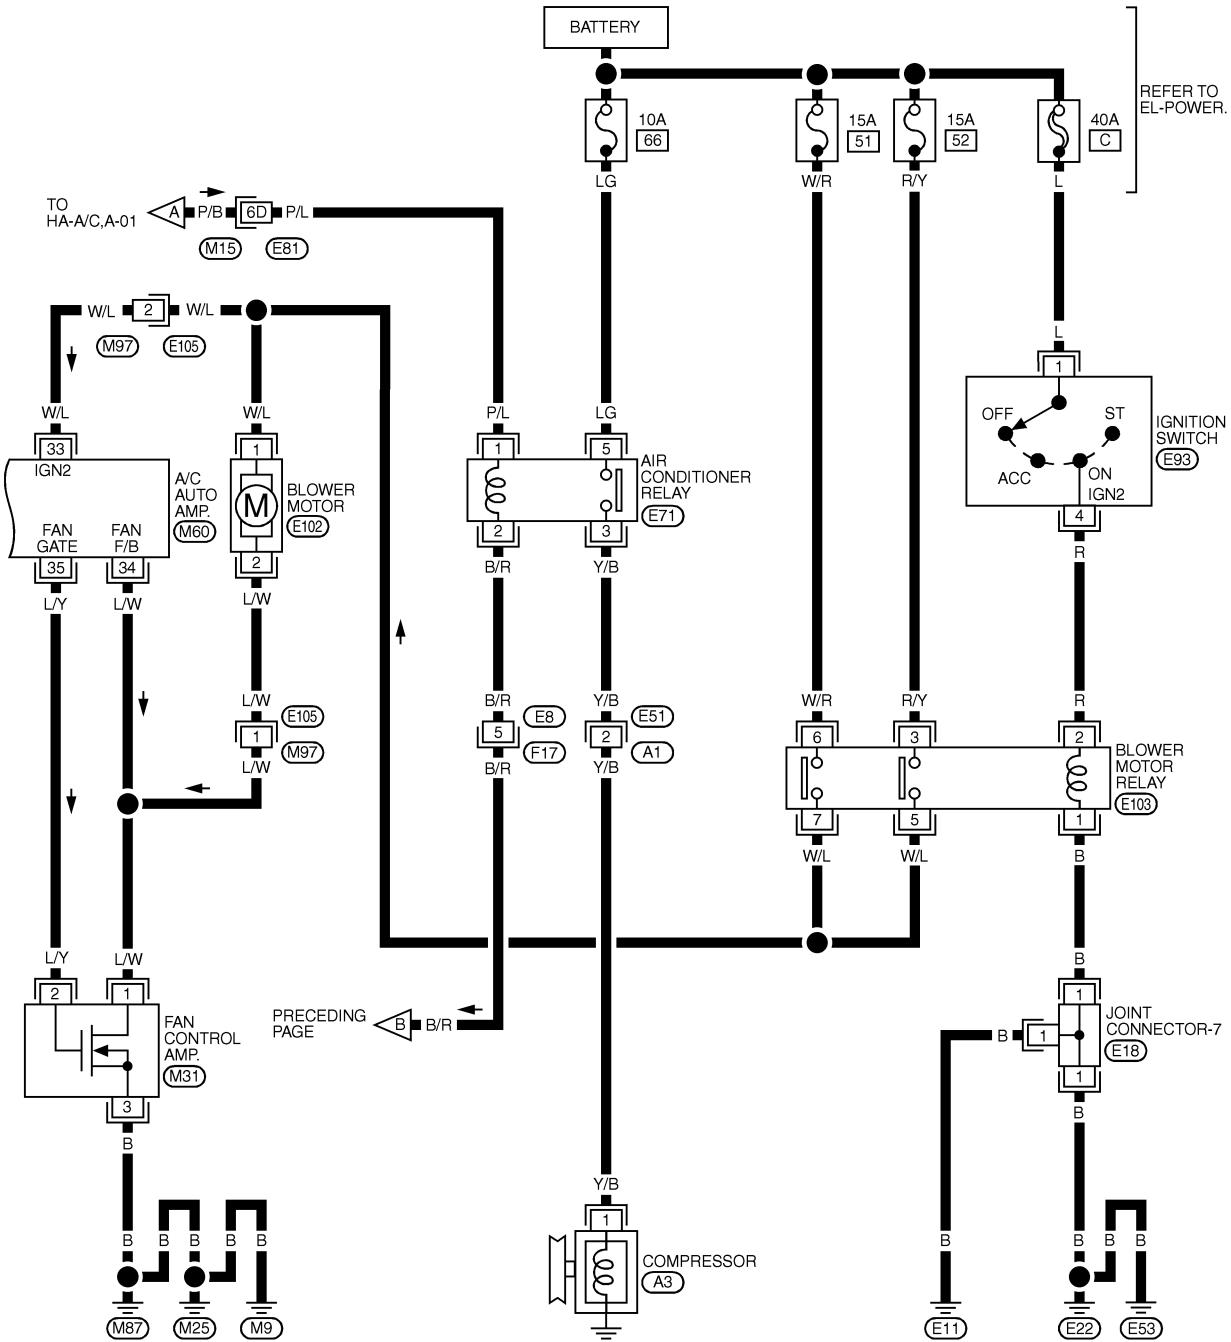 BATTERY
REFER TO
EL-POWER.
10A
66
15A
51
15A
52
40A
C
LG
W/R
R/Y
L
TO
HA-A/C,A-01
A
P/B
6D
P/L
M15
E81
W/L
2
W/L
M97
E105
L
1
OFF
ST
ACC
ON
IGN2
4
IGNITION
SWITCH
E93
W/L
W/L
P/L
LG
33
IGN2
FAN
GATE
FAN
F/B
35
34
A/C
AUTO
AMP.
M60
1
M
2
BLOWER
MOTOR
E102
1
5
2
3
AIR
CONDITIONER
RELAY
E71
L/Y
L/W
L/W
B/R
Y/B
R
L/W
E105
1
M97
L/W
B/R
5
E8
F17
B/R
Y/B
2
E51
A1
Y/B
W/R
R/Y
R
6
3
2
7
5
1
BLOWER
MOTOR
RELAY
E103
W/L
W/L
B
L/Y
L/W
B
2
1
3
FAN
CONTROL
AMP.
M31
PRECEDING
PAGE
B
B/R
B
1
1
1
JOINT
CONNECTOR-7
E18
B
B
Y/B
1
COMPRESSOR
A3
B
B
B
B
B
B
B
B
B
M87
M25
M9
E11
E22
E53